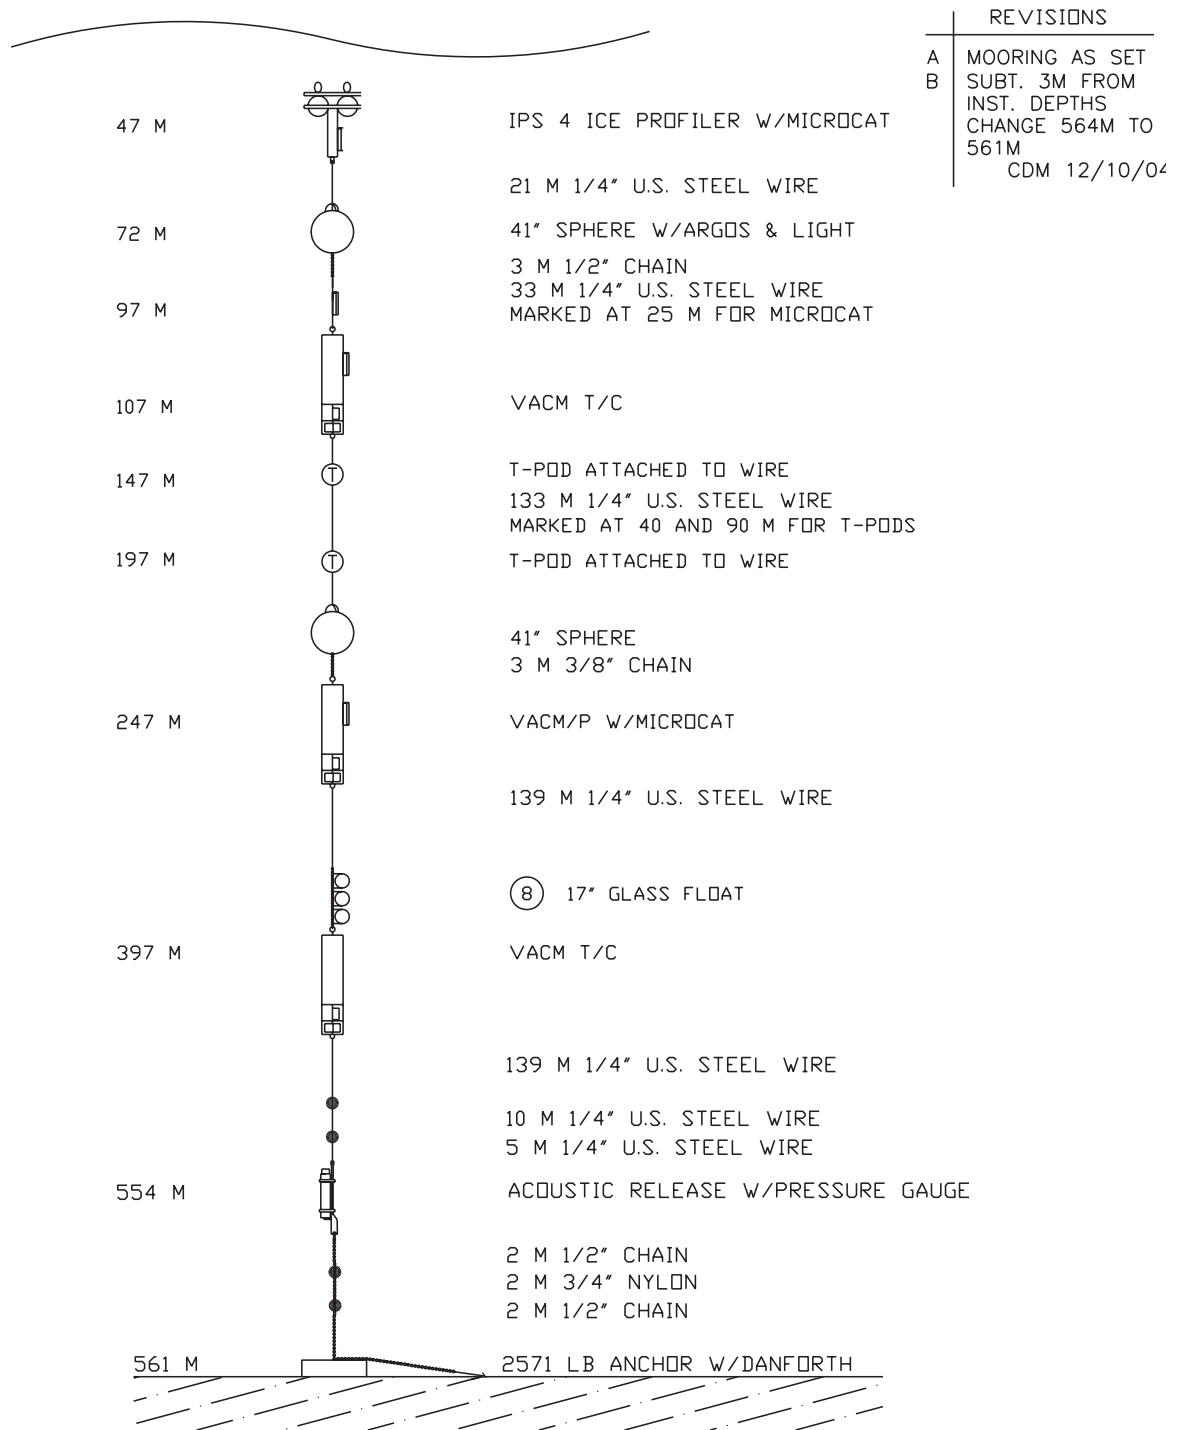 REVISIONS
A MOORING AS SET
B SUBT. 3M FROM
INST. DEPTHS
CHANGE 564M TO
561M
CDM 12/10/04
47 M IPS 4 ICE PROFILER W/MICROCAT
21 M 1/4" U.S. STEEL WIRE
72 M 41" SPHERE W/ARGOS & LIGHT
3 M 1/2" CHAIN
33 M 1/4" U.S. STEEL WIRE
97 M MARKED AT 25 M FOR MICROCAT
107 M VACM T/C
147 M T-POD ATTACHED TO WIRE
133 M 1/4" U.S. STEEL WIRE
MARKED AT 40 AND 90 M FOR T-PODS
197 M T-POD ATTACHED TO WIRE
T
T
41" SPHERE
3 M 3/8" CHAIN
247 M VACM/P W/MICROCAT
139 M 1/4" U.S. STEEL WIRE
8 17" GLASS FLOAT
397 M VACM T/C
139 M 1/4" U.S. STEEL WIRE
10 M 1/4" U.S. STEEL WIRE
5 M 1/4" U.S. STEEL WIRE
554 M ACOUSTIC RELEASE W/PRESSURE GAUGE
2 M 1/2" CHAIN
2 M 3/4" NYLON
2 M 1/2" CHAIN
561 M 2571 LB ANCHOR W/DANFORTH